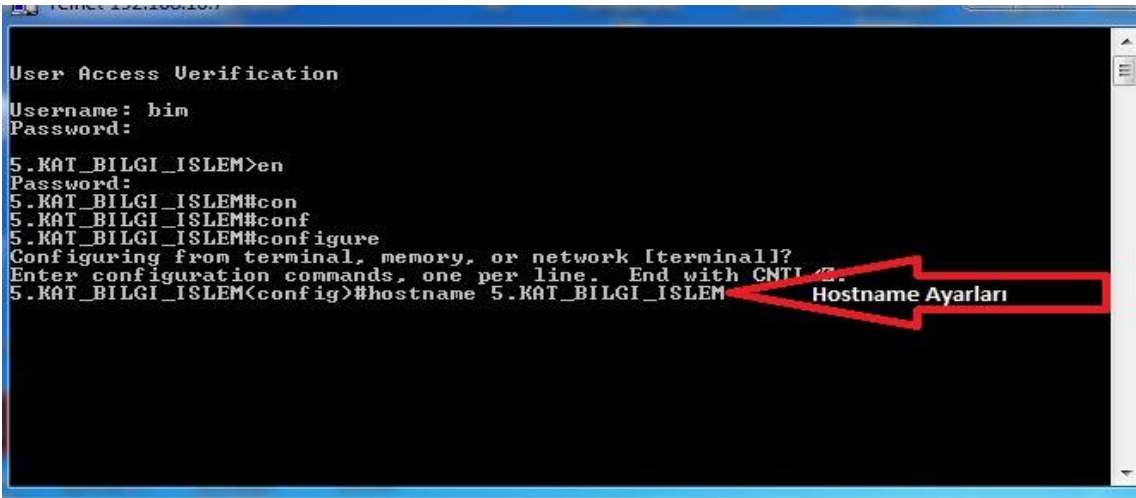 User Access Verification
Username: bim
Password:
5.KAT_BILGI_ISLEM>en
Password:
5.KAT_BILGI_ISLEM#con
5.KAT_BILGI_ISLEM#conf
5.KAT_BILGI_ISLEM#configure
Configuring from terminal, memory, or network [terminal]?
Enter configuration commands, one per line.  End with
5.KAT_BILGI_ISLEM(config)#hostname 5.KAT_BILGI_ISLEM
Hostname Ayarları